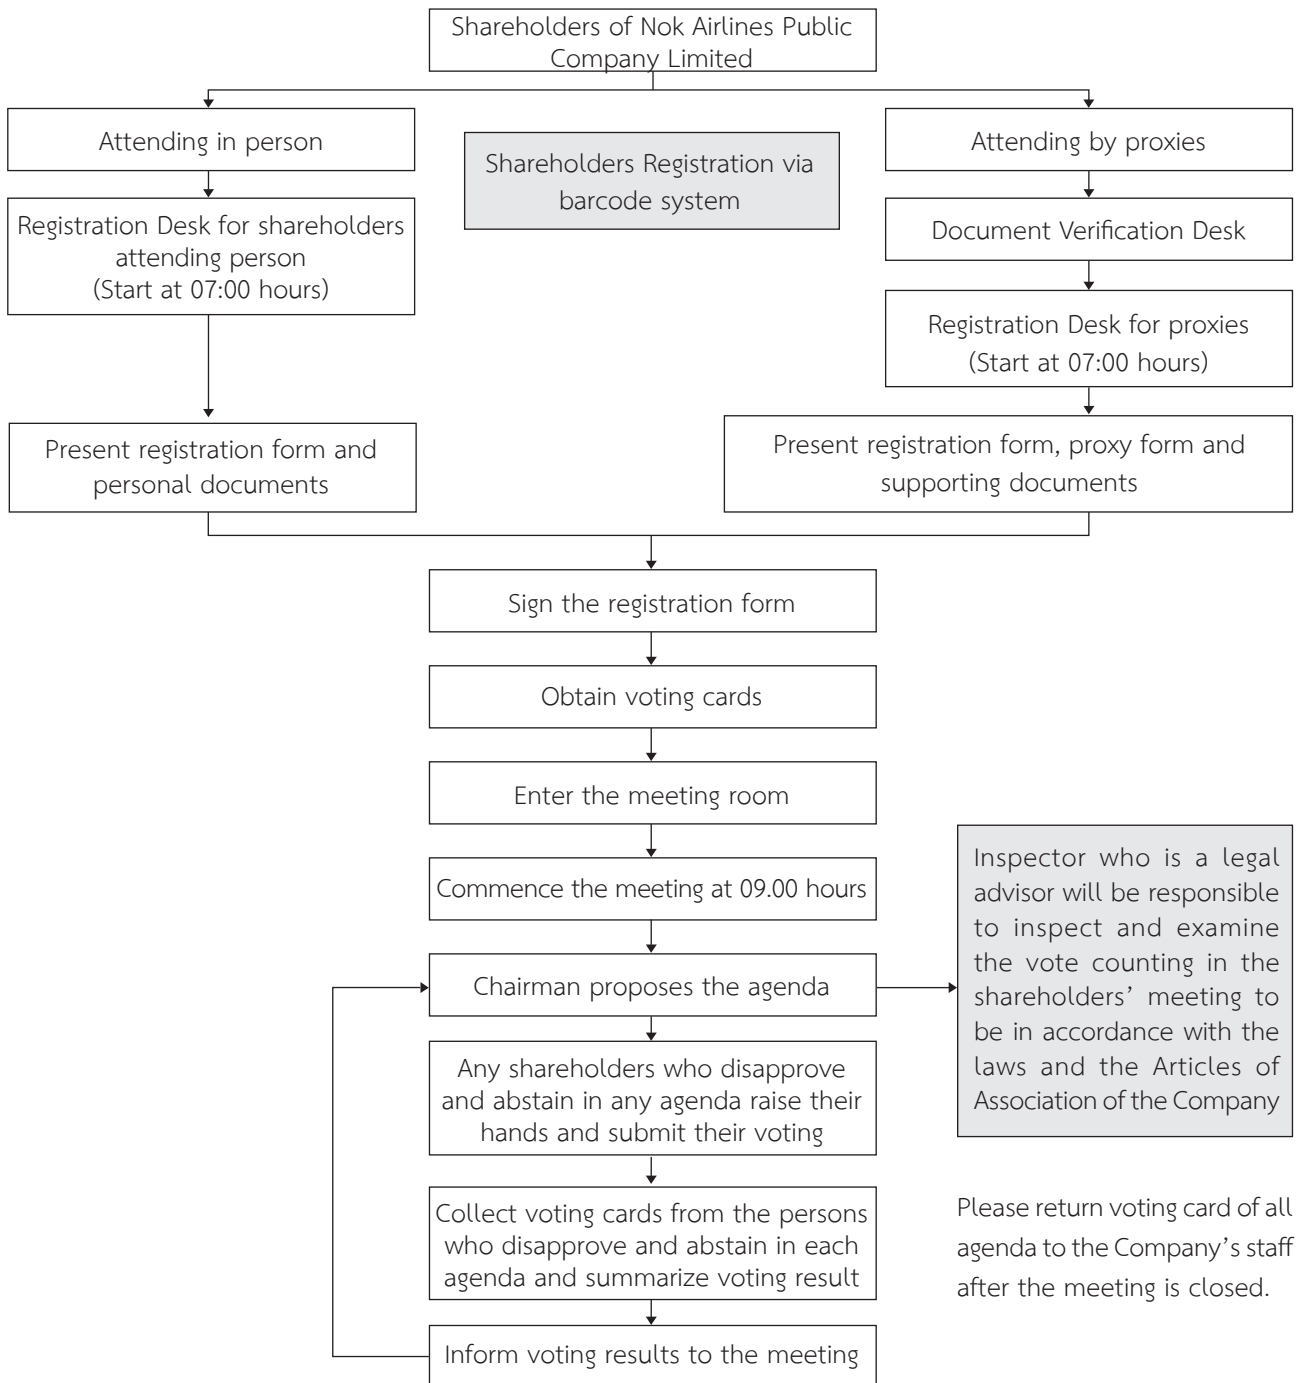 Shareholders of Nok Airlines Public
Company Limited
Attending in person
Shareholders Registration via
barcode system
Attending by proxies
Registration Desk for shareholders
attending person
(Start at 07:00 hours)
Document Verification Desk
Registration Desk for proxies
(Start at 07:00 hours)
Present registration form and
personal documents
Present registration form, proxy form and
supporting documents
Sign the registration form
Obtain voting cards
Enter the meeting room
Commence the meeting at 09.00 hours
Chairman proposes the agenda
Inspector who is a legal
advisor will be responsible
to inspect and examine
the vote counting in the
shareholders’ meeting to
be in accordance with the
laws and the Articles of
Association of the Company
Any shareholders who disapprove
and abstain in any agenda raise their
hands and submit their voting
Collect voting cards from the persons
who disapprove and abstain in each
agenda and summarize voting result
Please return voting card of all
agenda to the Company’s staff
after the meeting is closed.
Inform voting results to the meeting